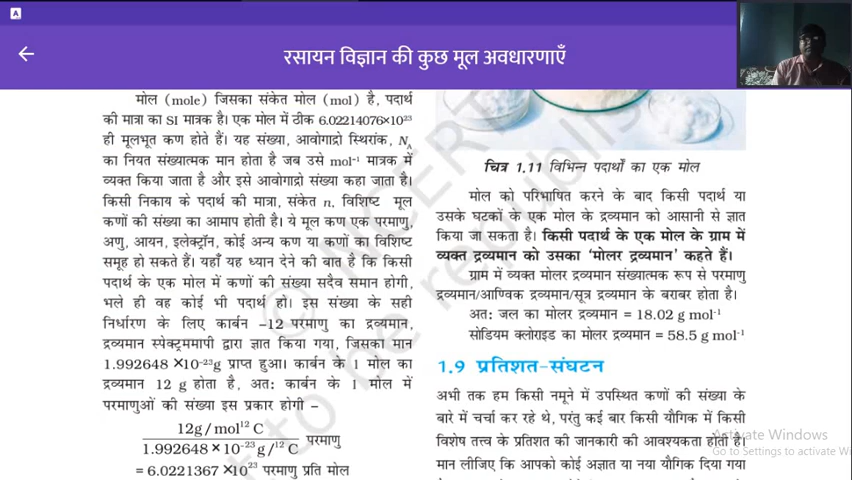 A
रसायन विज्ञान की कुछ मूल अवधारणाएँ
मोल (mole) जिसका संकेत मोल (mol) है, पदार्थ
की मात्रा का SI मात्रक है। एक मोल में ठीक 6.02214076×10²³
ही मूलभूत कण होते हैं। यह संख्या, आवोगाद्रो स्थिरांक, N_A
का नियत संख्यात्मक मान होता है जब उसे mol⁻¹ मात्रक में
व्यक्त किया जाता है और इसे आवोगाद्रो संख्या कहा जाता है।
किसी निकाय के पदार्थ की मात्रा, संकेत n, विशिष्ट मूल
कणों की संख्या का आमाप होती है। ये मूल कण एक परमाणु,
अणु, आयन, इलेक्ट्रॉन, कोई अन्य कण या कणों का विशिष्ट
समूह हो सकते हैं। यहाँ यह ध्यान देने की बात है कि किसी
पदार्थ के एक मोल में कणों की संख्या सदैव समान होगी,
भले ही वह कोई भी पदार्थ हो। इस संख्या के सही
निर्धारण के लिए कार्बन –12 परमाणु का द्रव्यमान,
द्रव्यमान स्पेक्ट्रममापी द्वारा ज्ञात किया गया, जिसका मान
1.992648 ×10⁻²³g प्राप्त हुआ। कार्बन के 1 मोल का
द्रव्यमान 12 g होता है, अत: कार्बन के 1 मोल में
परमाणुओं की संख्या इस प्रकार होगी –
12g/mol¹² C
1.992648 ×10⁻²³g/¹² C परमाणु
= 6.0221367 ×10²³ परमाणु प्रति मोल
चित्र 1.11 विभिन्न पदार्थों का एक मोल
मोल को परिभाषित करने के बाद किसी पदार्थ या
उसके घटकों के एक मोल के द्रव्यमान को आसानी से ज्ञात
किया जा सकता है। किसी पदार्थ के एक मोल के ग्राम में
व्यक्त द्रव्यमान को उसका ‘मोलर द्रव्यमान’ कहते हैं।
ग्राम में व्यक्त मोलर द्रव्यमान संख्यात्मक रूप से परमाणु
द्रव्यमान/आण्विक द्रव्यमान/सूत्र द्रव्यमान के बराबर होता है।
अत: जल का मोलर द्रव्यमान = 18.02 g mol⁻¹
सोडियम क्लोराइड का मोलर द्रव्यमान = 58.5 g mol⁻¹
1.9 प्रतिशत-संघटन
अभी तक हम किसी नमूने में उपस्थित कणों की संख्या के
बारे में चर्चा कर रहे थे, परंतु कई बार किसी यौगिक में किसी
विशेष तत्त्व के प्रतिशत की जानकारी की आवश्यकता होती है।
मान लीजिए कि आपको कोई अज्ञात या नया यौगिक दिया गया
Activate Windows
Go to Settings to activate Wi
© NCERT
be republis